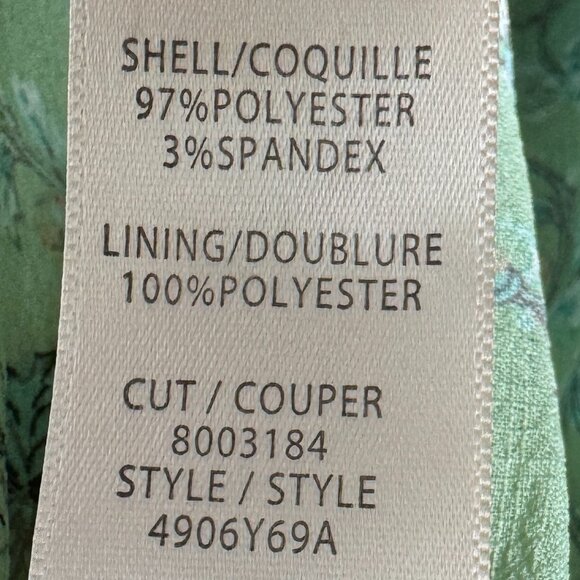 SHELL/COQUILLE
97%POLYESTER
3%SPANDEX
LINING/DOUBLURE
100%POLYESTER
CUT / COUPER
8003184
STYLE / STYLE
4906Y69A